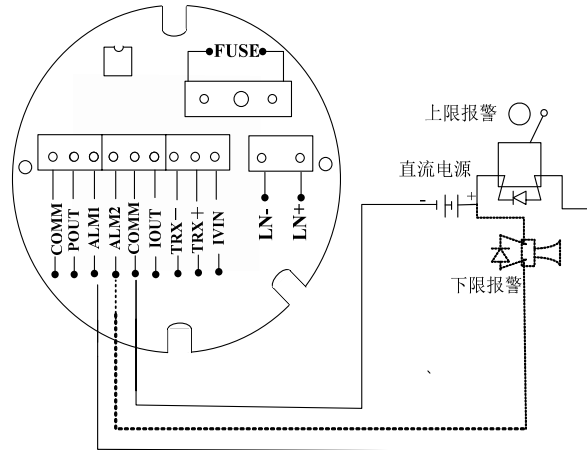 FUSE
上限报警
直流电源
- +
COMM
POUT
ALM1
ALM2
COMM
IOUT
TRX－
TRX＋
IVIN
LN-
LN+
下限报警